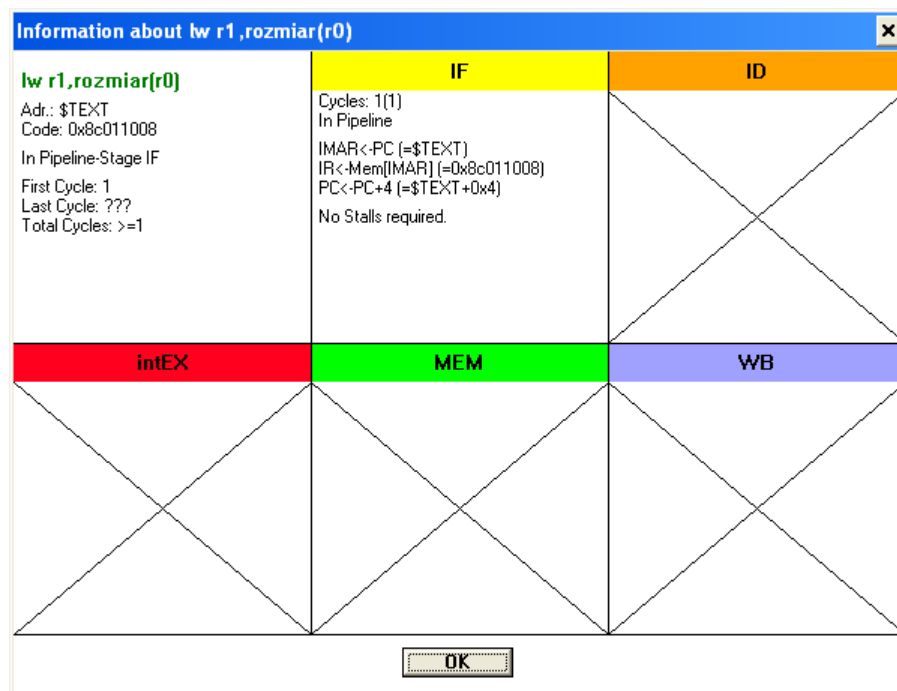 Information about lw r1,rozmiar(r0)
lw r1,rozmiar(r0)
Adr.: $TEXT
Code: 0x8c011008
In Pipeline-Stage IF
First Cycle: 1
Last Cycle: ???
Total Cycles: >=1
IF
Cycles: 1(1)
In Pipeline
IMAR<-PC (=$TEXT)
IR<-Mem[IMAR] (=0x8c011008)
PC<-PC+4 (=$TEXT+0x4)
No Stalls required.
ID
intEX
MEM
WB
OK